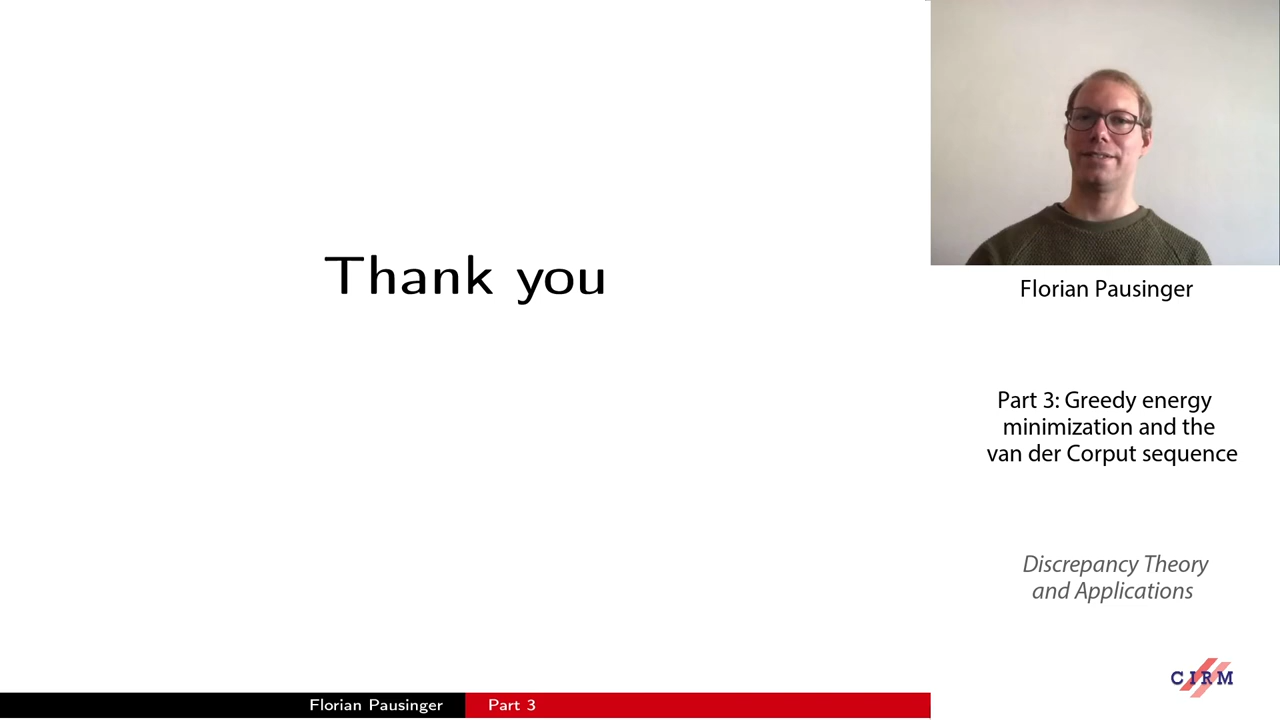 Thank you
Florian Pausinger
Part 3: Greedy energy
minimization and the
van der Corput sequence
Discrepancy Theory
and Applications
CIRM
Florian Pausinger
Part 3